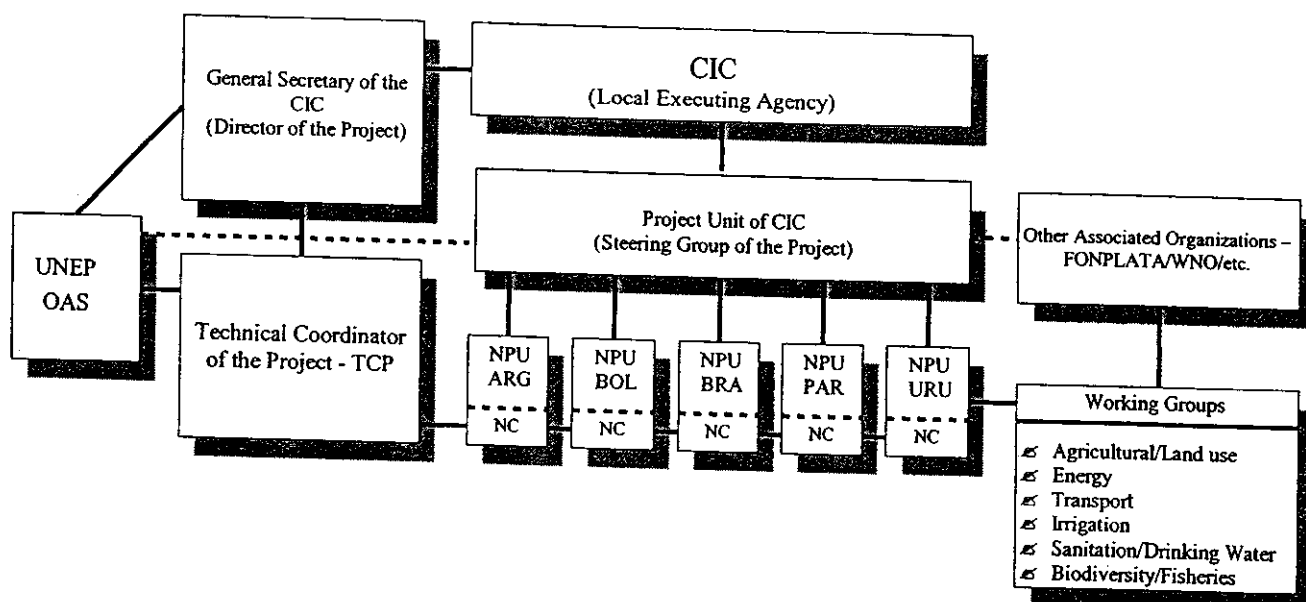 General Secretary of the
CIC
(Director of the Project)
CIC
(Local Executing Agency)
Project Unit of CIC
(Steering Group of the Project)
Other Associated Organizations –
FONPLATA/WNO/etc.
UNEP
OAS
Technical Coordinator
of the Project - TCP
NPU
ARG
NC
NPU
BOL
NC
NPU
BRA
NC
NPU
PAR
NC
NPU
URU
NC
Working Groups
Agricultural/Land use
Energy
Transport
Irrigation
Sanitation/Drinking Water
Biodiversity/Fisheries